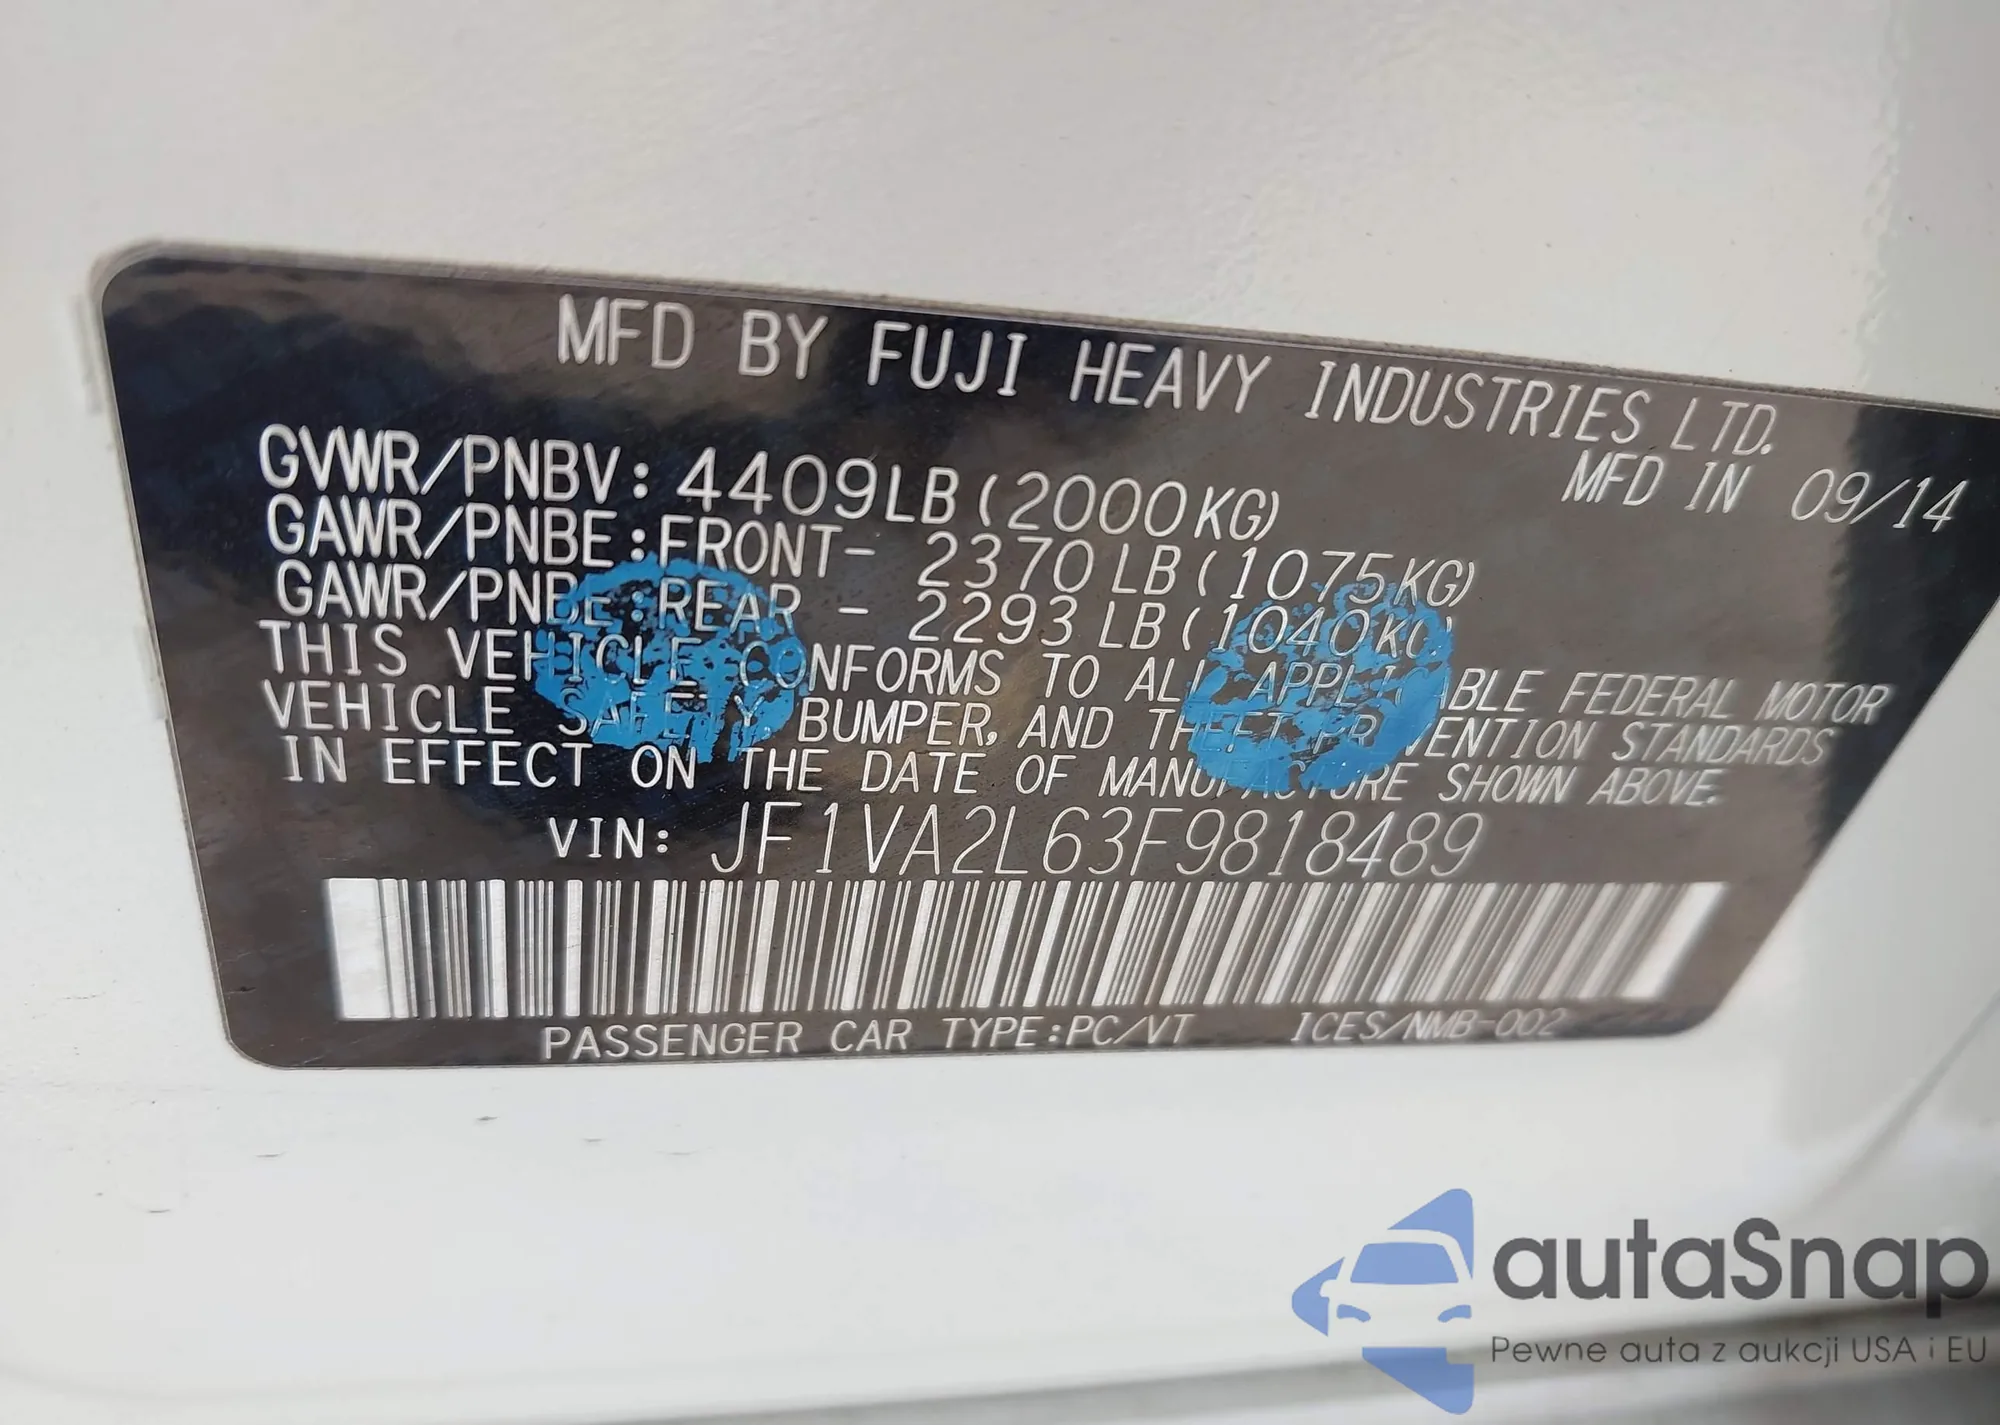 MFD BY FUJI HEAVY INDUSTRIES LTD.
MFD IN 09/14
GVWR/PNBV: 4409LB(2000KG)
GAWR/PNBE:FRONT- 2370LB(1075KG)
GAWR/PNBE:REAR - 2293LB(1040KG)
THIS VEHICLE CONFORMS TO ALL APPLICABLE FEDERAL MOTOR
VEHICLE SAFETY, BUMPER, AND THEFT PREVENTION STANDARDS
IN EFFECT ON THE DATE OF MANUFACTURE SHOWN ABOVE.
VIN: JF1VA2L63F9818489
PASSENGER CAR TYPE:PC/VT ICES/NMB-002
autaSnap
Pewne auta z aukcji USA i EU